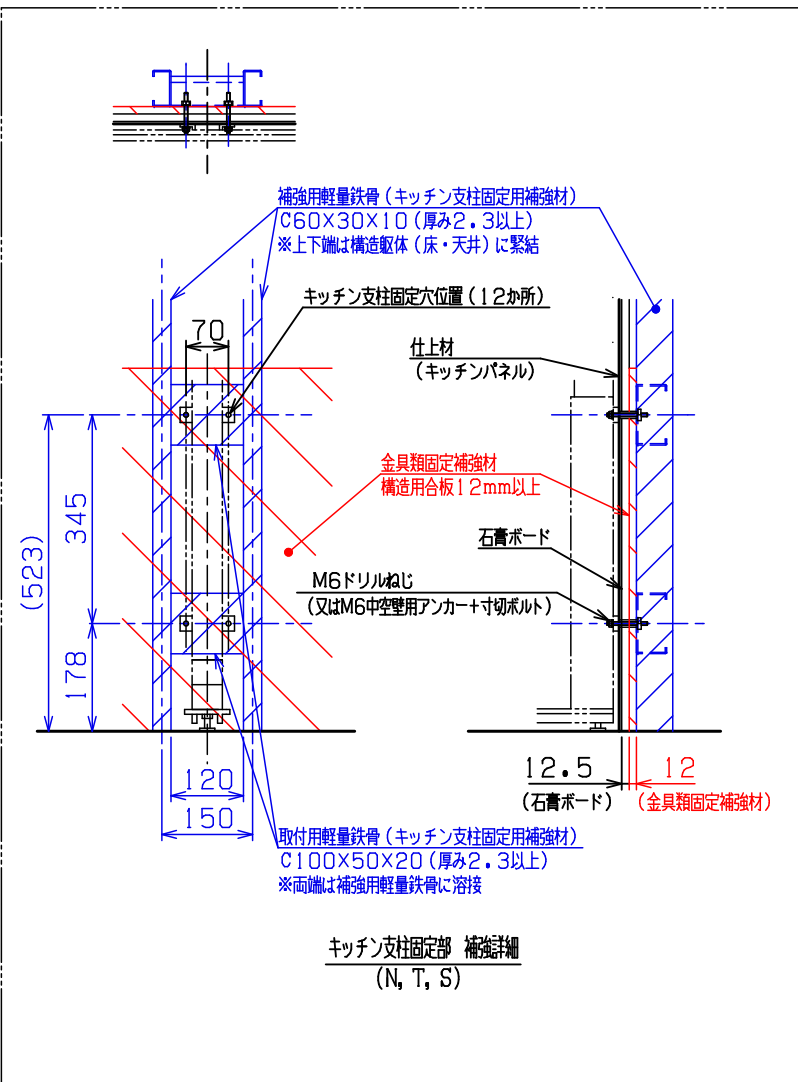 補強用軽量鉄骨（キッチン支柱固定用補強材）
C60×30×10（厚み2.3以上）
※上下端は構造躯体（床・天井）に緊結
キッチン支柱固定穴位置（12か所）
70
仕上材
（キッチンパネル）
金具類固定補強材
構造用合板12mm以上
345
(523)
石膏ボード
M6ドリルねじ
（又はM6中空壁用アンカー+寸切ボルト）
178
120
150
12.5
（石膏ボード）
12
（金具類固定補強材）
取付用軽量鉄骨（キッチン支柱固定用補強材）
C100×50×20（厚み2.3以上）
※両端は補強用軽量鉄骨に溶接
キッチン支柱固定部 補強詳細
(N, T, S)